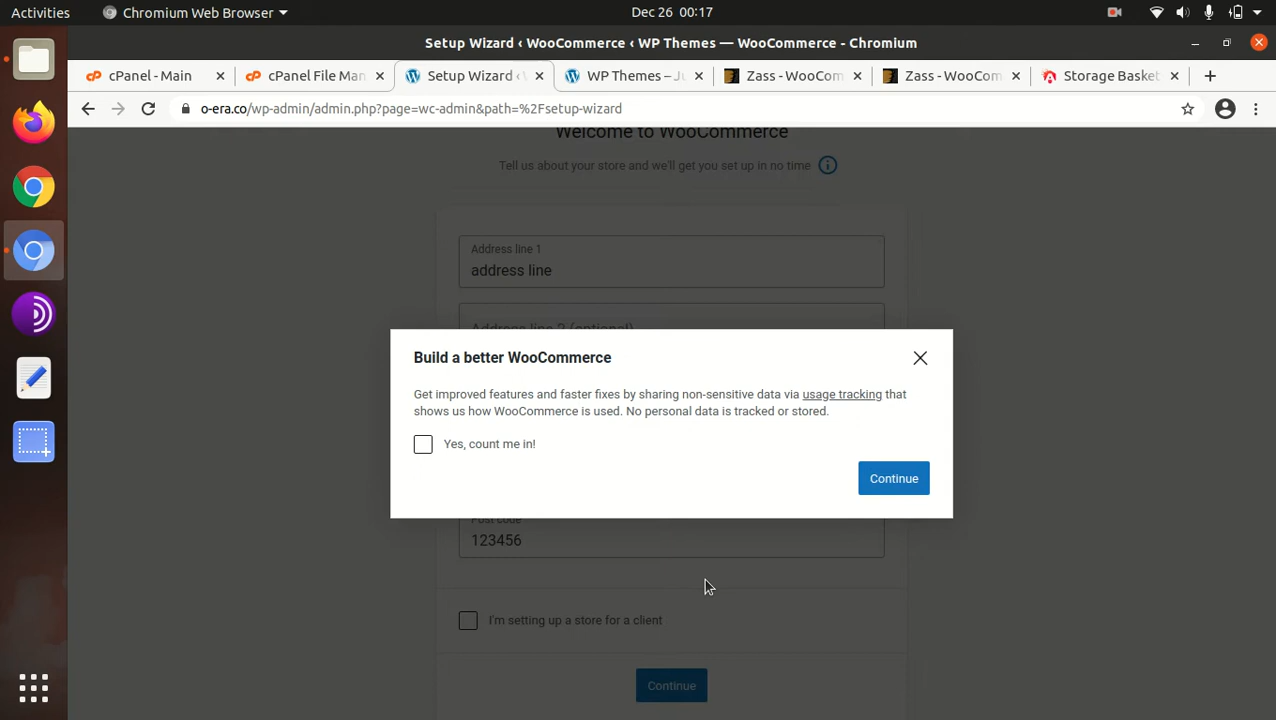 Activities
Chromium Web Browser
Dec 26 00:17
Setup Wizard ‹ WooCommerce ‹ WP Themes — WooCommerce - Chromium
cPanel - Main
cPanel File Man
Setup Wizard ‹
WP Themes – Ju
Zass - WooCom
Zass - WooCom
Storage Basket
o-era.co/wp-admin/admin.php?page=wc-admin&path=%2Fsetup-wizard
Welcome to WooCommerce
Tell us about your store and we'll get you set up in no time
Address line 1
address line
Address line 2 (optional)
Build a better WooCommerce
Get improved features and faster fixes by sharing non-sensitive data via usage tracking that
shows us how WooCommerce is used. No personal data is tracked or stored.
Yes, count me in!
Continue
Post code
123456
I'm setting up a store for a client
Continue